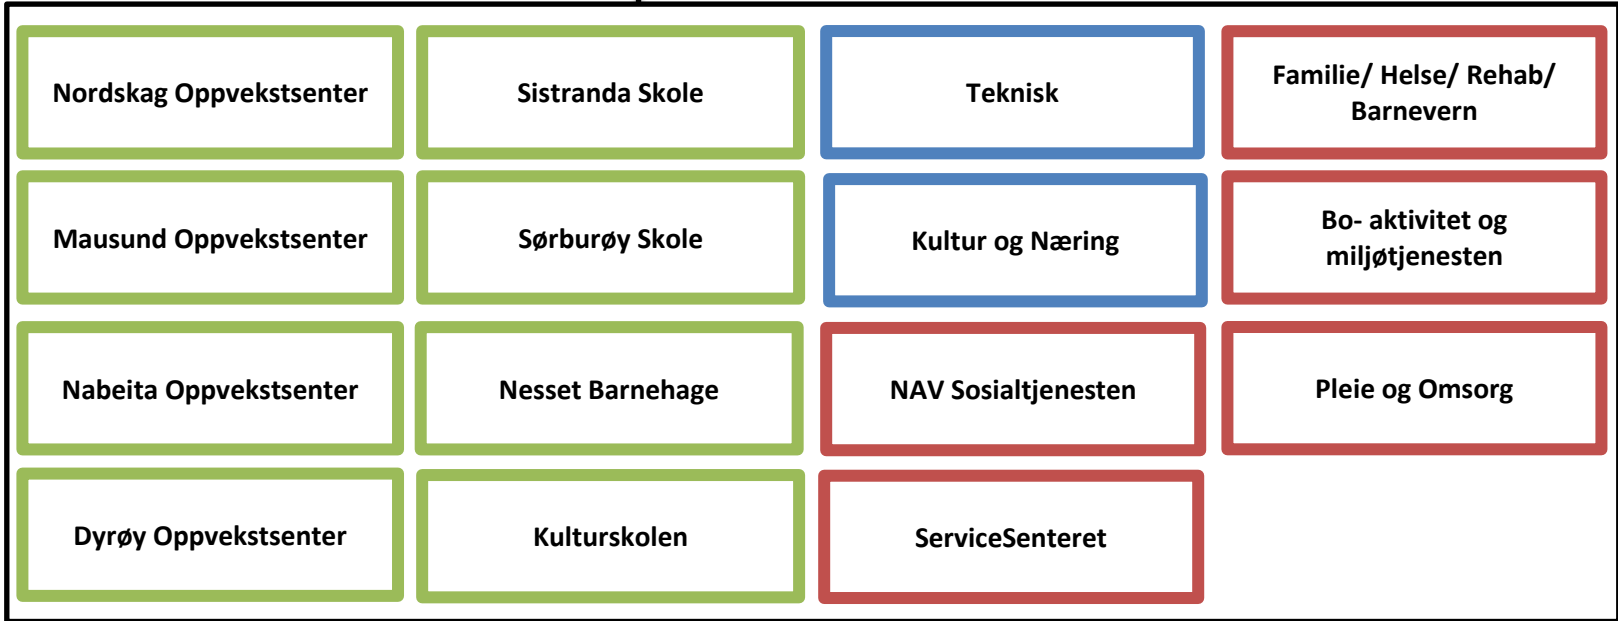 Nordskag Oppvekstsenter
Sistranda Skole
Teknisk
Familie/ Helse/ Rehab/
Barnevern
Mausund Oppvekstsenter
Sørburøy Skole
Kultur og Næring
Bo- aktivitet og
miljøtjenesten
Nabeita Oppvekstsenter
Nesset Barnehage
NAV Sosialtjenesten
Pleie og Omsorg
Dyrøy Oppvekstsenter
Kulturskolen
ServiceSenteret